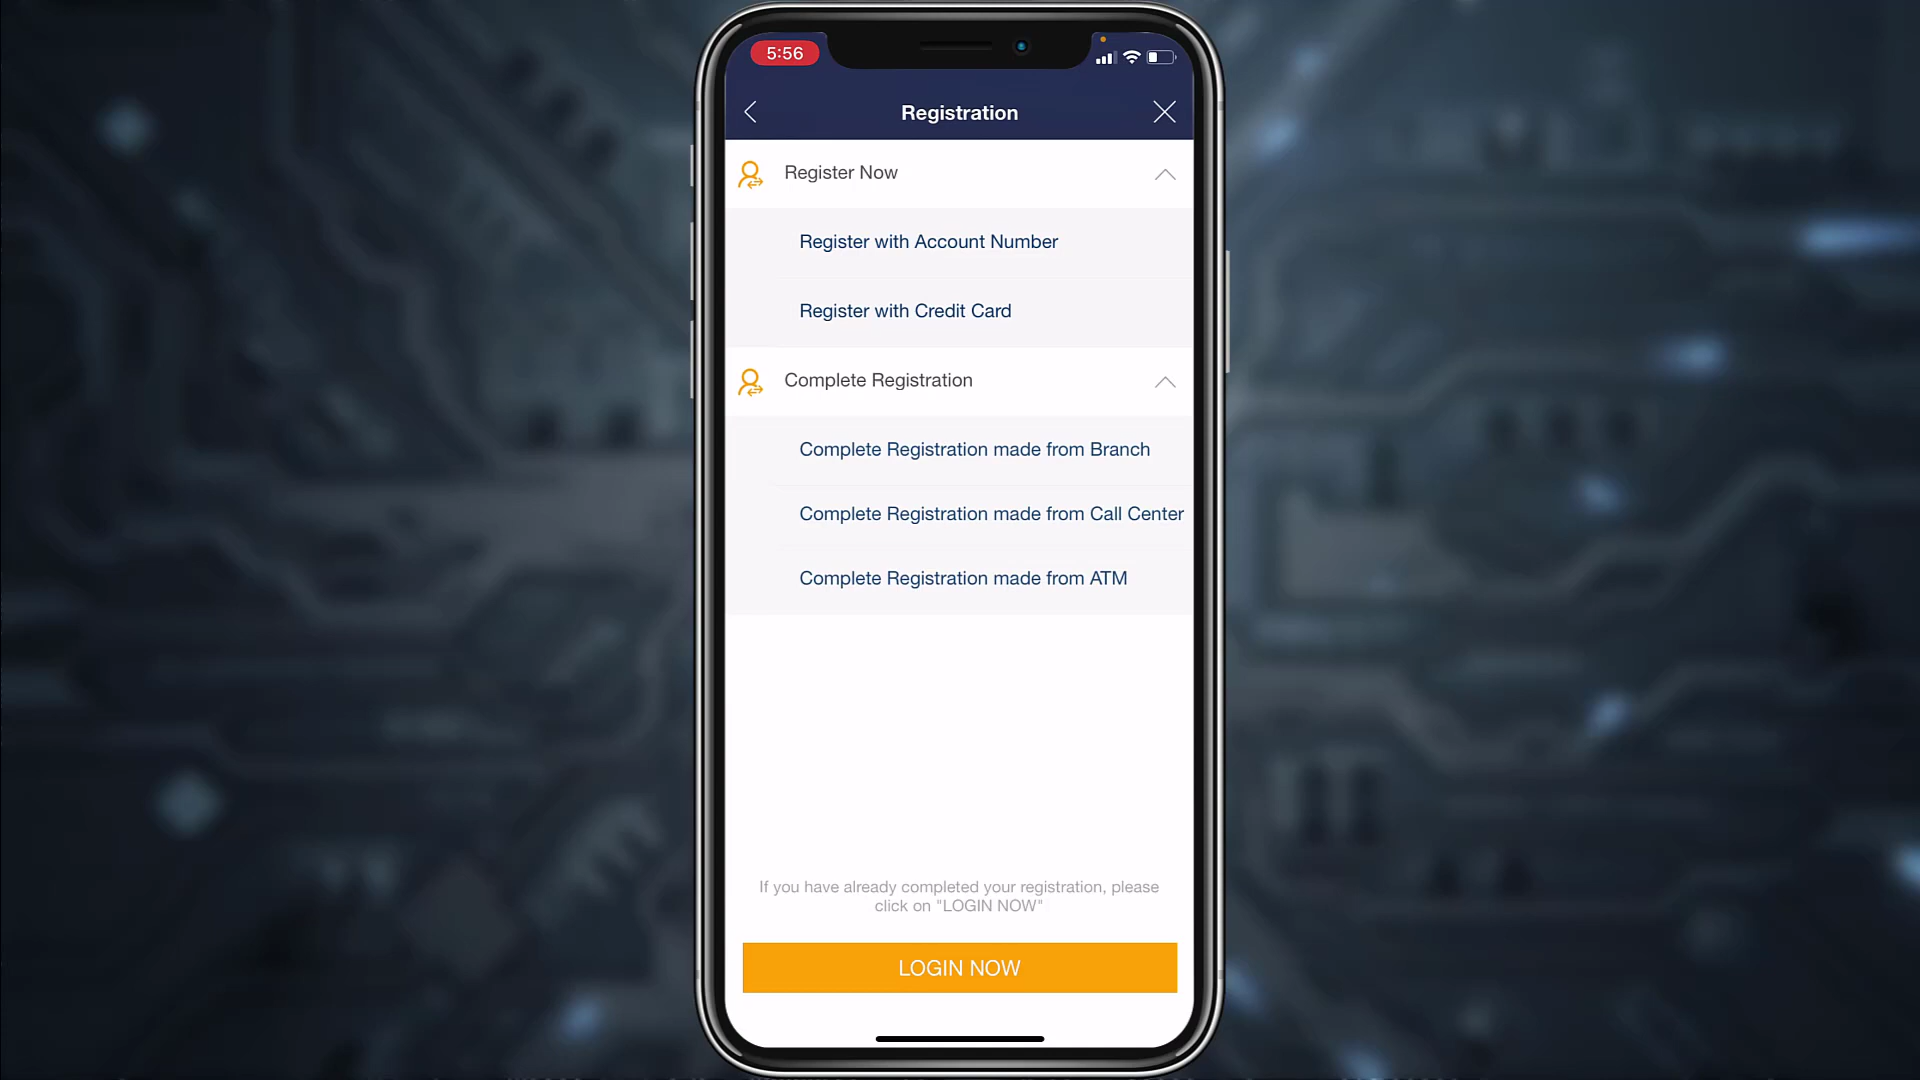 5:56
Registration
Register Now
Register with Account Number
Register with Credit Card
Complete Registration
Complete Registration made from Branch
Complete Registration made from Call Center
Complete Registration made from ATM
If you have already completed your registration, please
click on "LOGIN NOW"
LOGIN NOW